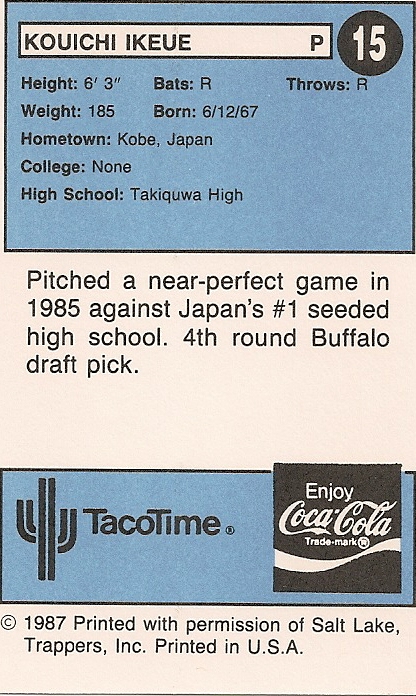 KOUICHI IKEUE P 15
Height: 6' 3" Bats: R Throws: R
Weight: 185 Born: 6/12/67
Hometown: Kobe, Japan
College: None
High School: Takiquwa High
Pitched a near-perfect game in
1985 against Japan's #1 seeded
high school. 4th round Buffalo
draft pick.
TacoTime®
Enjoy
Coca-Cola
Trade-mark®
© 1987 Printed with permission of Salt Lake,
Trappers, Inc. Printed in U.S.A.